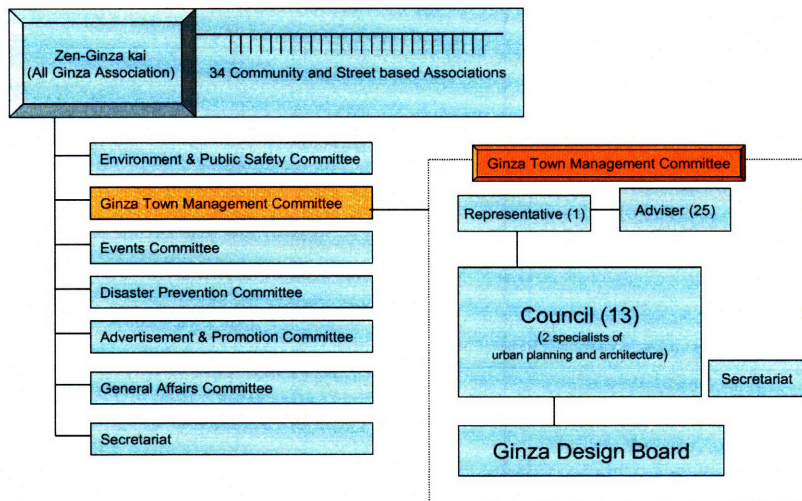 Zen-Ginza kai
(All Ginza Association)
34 Community and Street based Associations
Environment & Public Safety Committee
Ginza Town Management Committee
Events Committee
Disaster Prevention Committee
Advertisement & Promotion Committee
General Affairs Committee
Secretariat
Ginza Town Management Committee
Representative (1)
Adviser (25)
Council (13)
(2 specialists of
urban planning and architecture)
Secretariat
Ginza Design Board